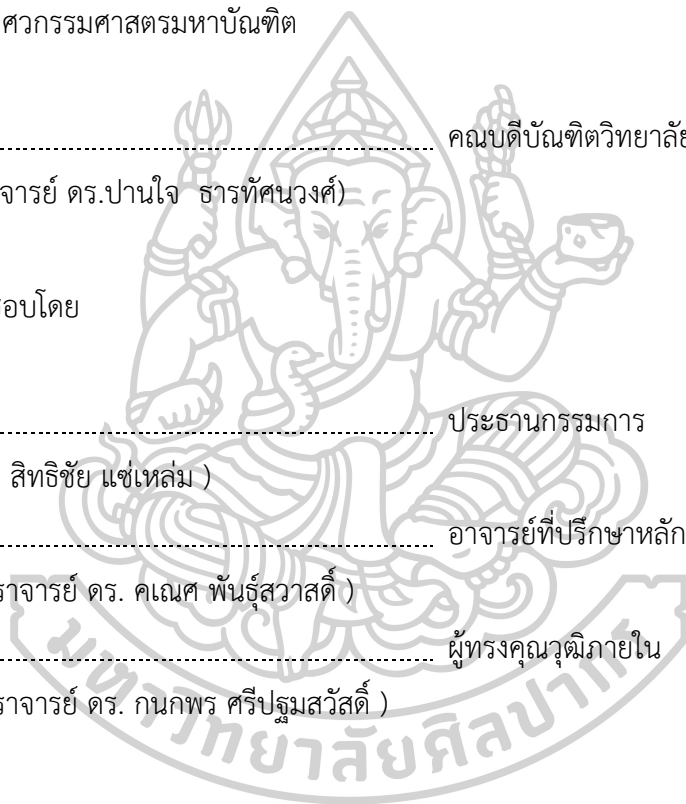 ศวกรรมศาสตรมหาบัณฑิต
คณบดีบัณฑิตวิทยาลัย
จารย์ ดร.ปานใจ ธารทัศนวงศ์)
อบโดย
ประธานกรรมการ
สิทธิชัย แซ่เหล่ม )
อาจารย์ที่ปรึกษาหลัก
ราจารย์ ดร. คเณศ พันธุ์สวาสดิ์ )
ผู้ทรงคุณวุฒิภายใน
ราจารย์ ดร. กนกพร ศรีปฐมสวัสดิ์ )
มหาวิทยาลัยศิลปากร